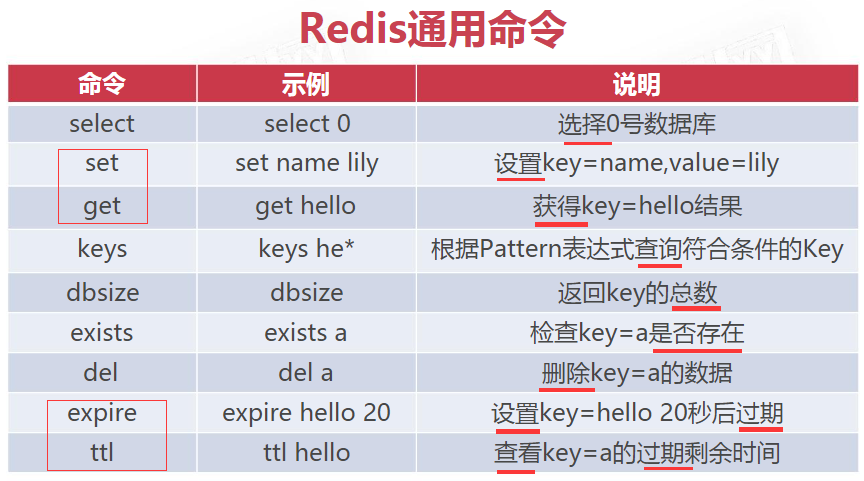 Redis通用命令
命令 示例 说明
select select 0 选择0号数据库
set set name lily 设置key=name,value=lily
get get hello 获得key=hello结果
keys keys he* 根据Pattern表达式查询符合条件的Key
dbsize dbsize 返回key的总数
exists exists a 检查key=a是否存在
del del a 删除key=a的数据
expire expire hello 20 设置key=hello 20秒后过期
ttl ttl hello 查看key=a的过期剩余时间